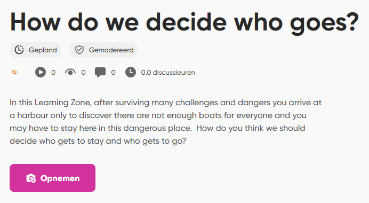 How do we decide who goes?
Gepland Gemodereerd
0 0 0 0.0 discussieuren
In this Learning Zone, after surviving many challenges and dangers you arrive at
a harbour only to discover there are not enough boats for everyone and you
may have to stay here in this dangerous place. How do you think we should
decide who gets to stay and who gets to go?
Opnemen